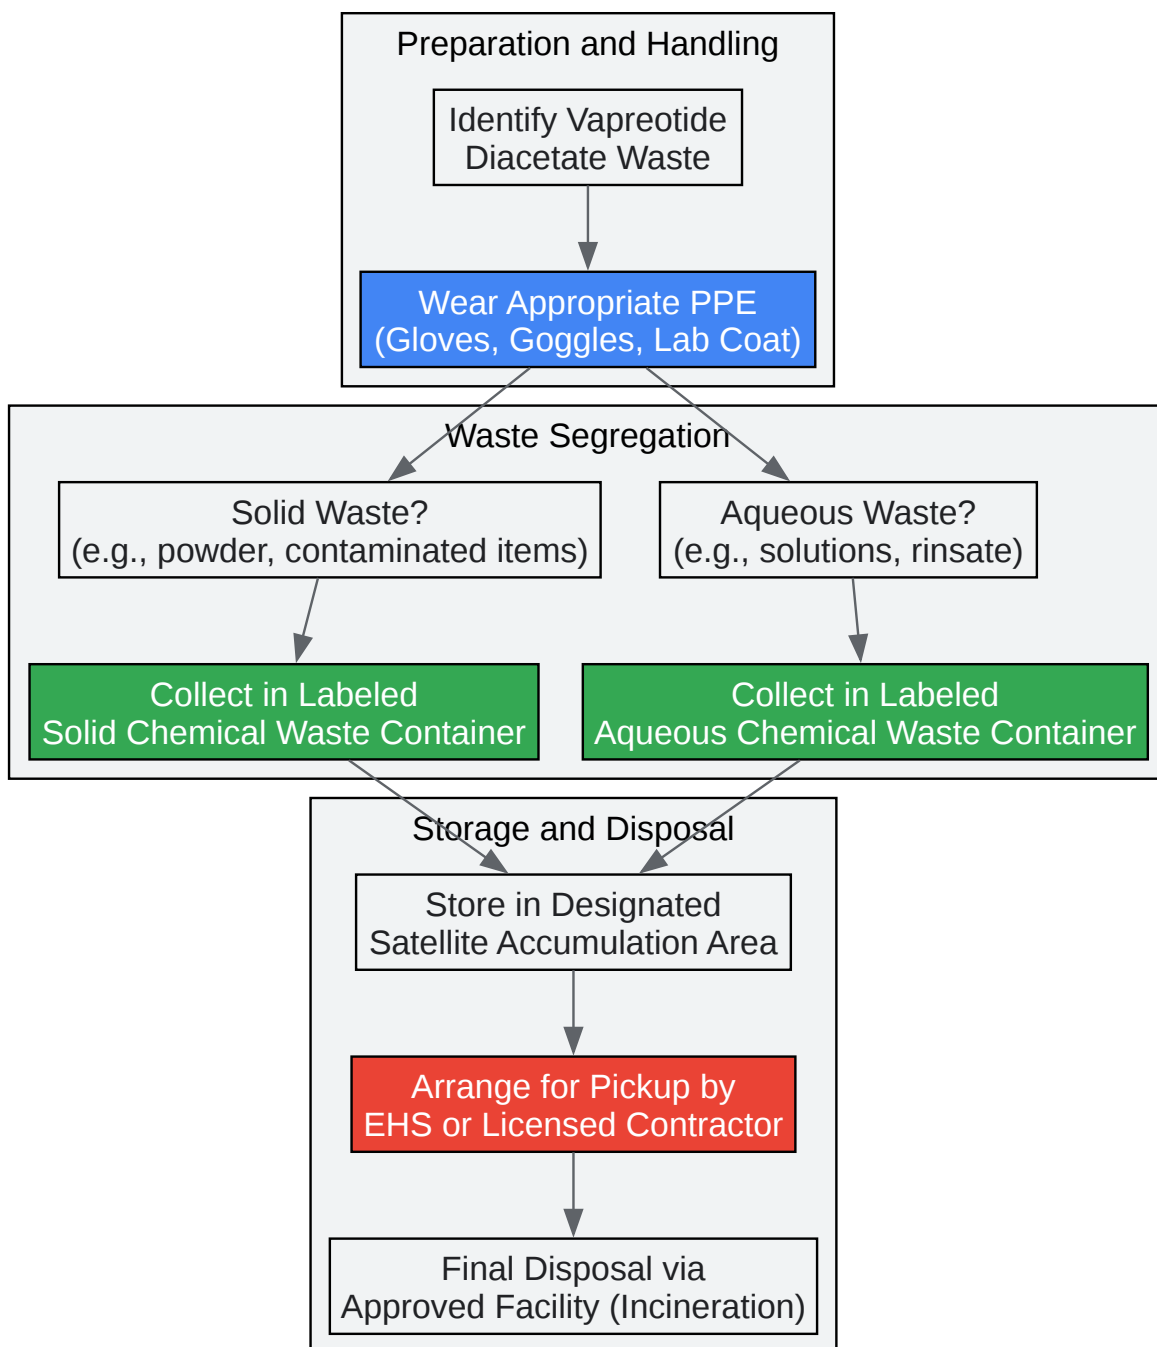 Preparation and Handling
Identify Vapreotide
Diacetate Waste
Wear Appropriate PPE
(Gloves, Goggles, Lab Coat)
Waste Segregation
Solid Waste?
(e.g., powder, contaminated items)
Aqueous Waste?
(e.g., solutions, rinsate)
Collect in Labeled
Solid Chemical Waste Container
Collect in Labeled
Aqueous Chemical Waste Container
Storage and Disposal
Store in Designated
Satellite Accumulation Area
Arrange for Pickup by
EHS or Licensed Contractor
Final Disposal via
Approved Facility (Incineration)